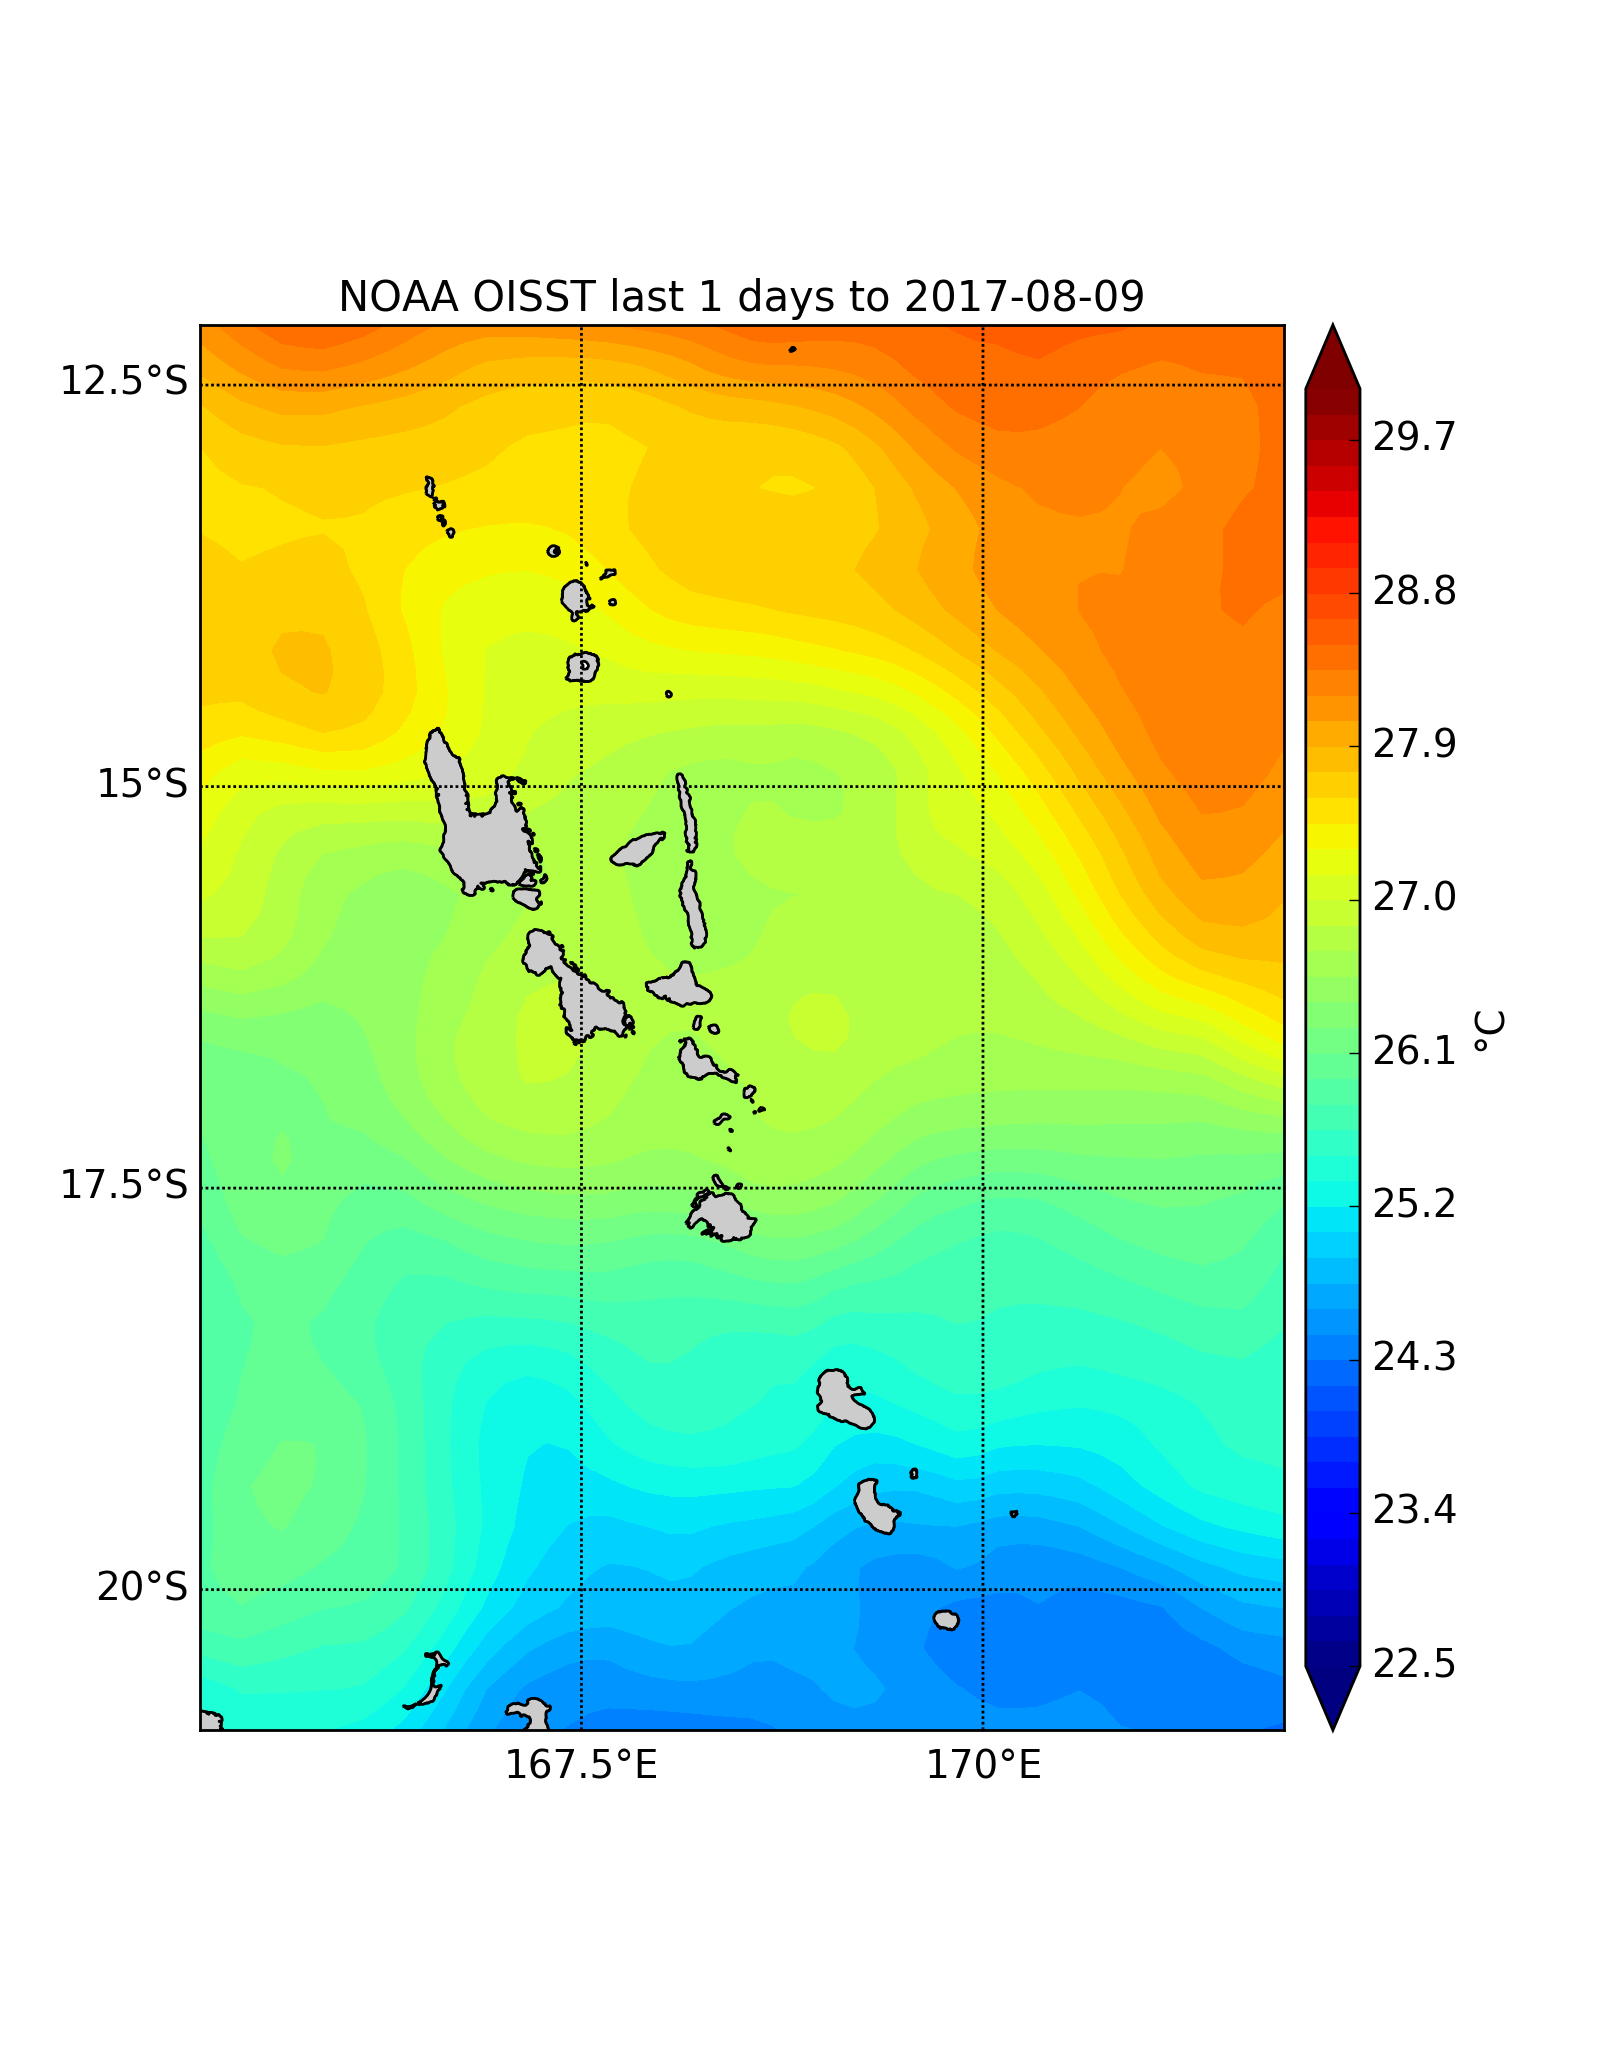 NOAA OISST last 1 days to 2017-08-09
12.5°S
15°S
17.5°S
20°S
167.5°E
170°E
29.7
28.8
27.9
27.0
26.1
25.2
24.3
23.4
22.5
°C